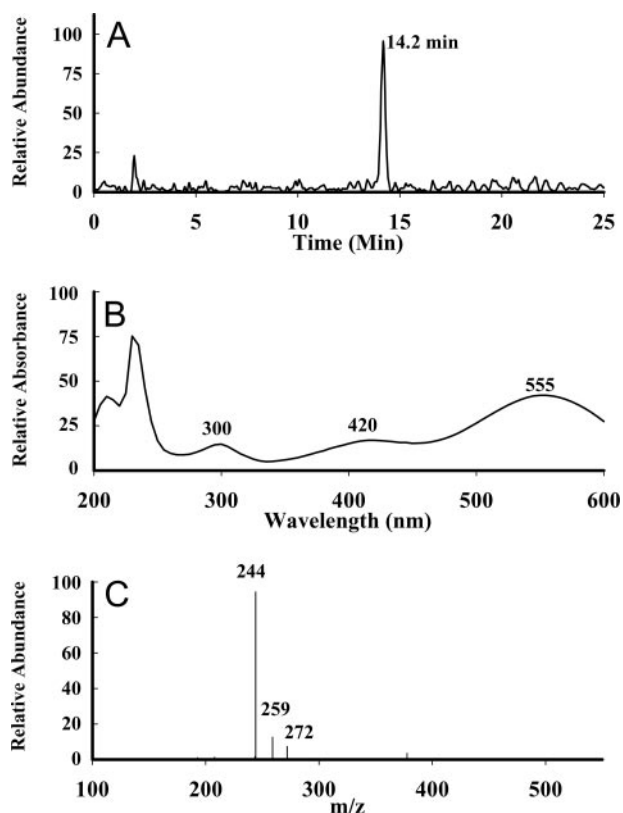 A
14.2 min
Relative Abundance
100
75
50
25
0
0 5 10 15 20 25
Time (Min)
B
Relative Absorbance
100
75
50
25
0
300
420
555
200 300 400 500 600
Wavelength (nm)
C
Relative Abundance
100
80
60
40
20
0
244
259
272
100 200 300 400 500
m/z